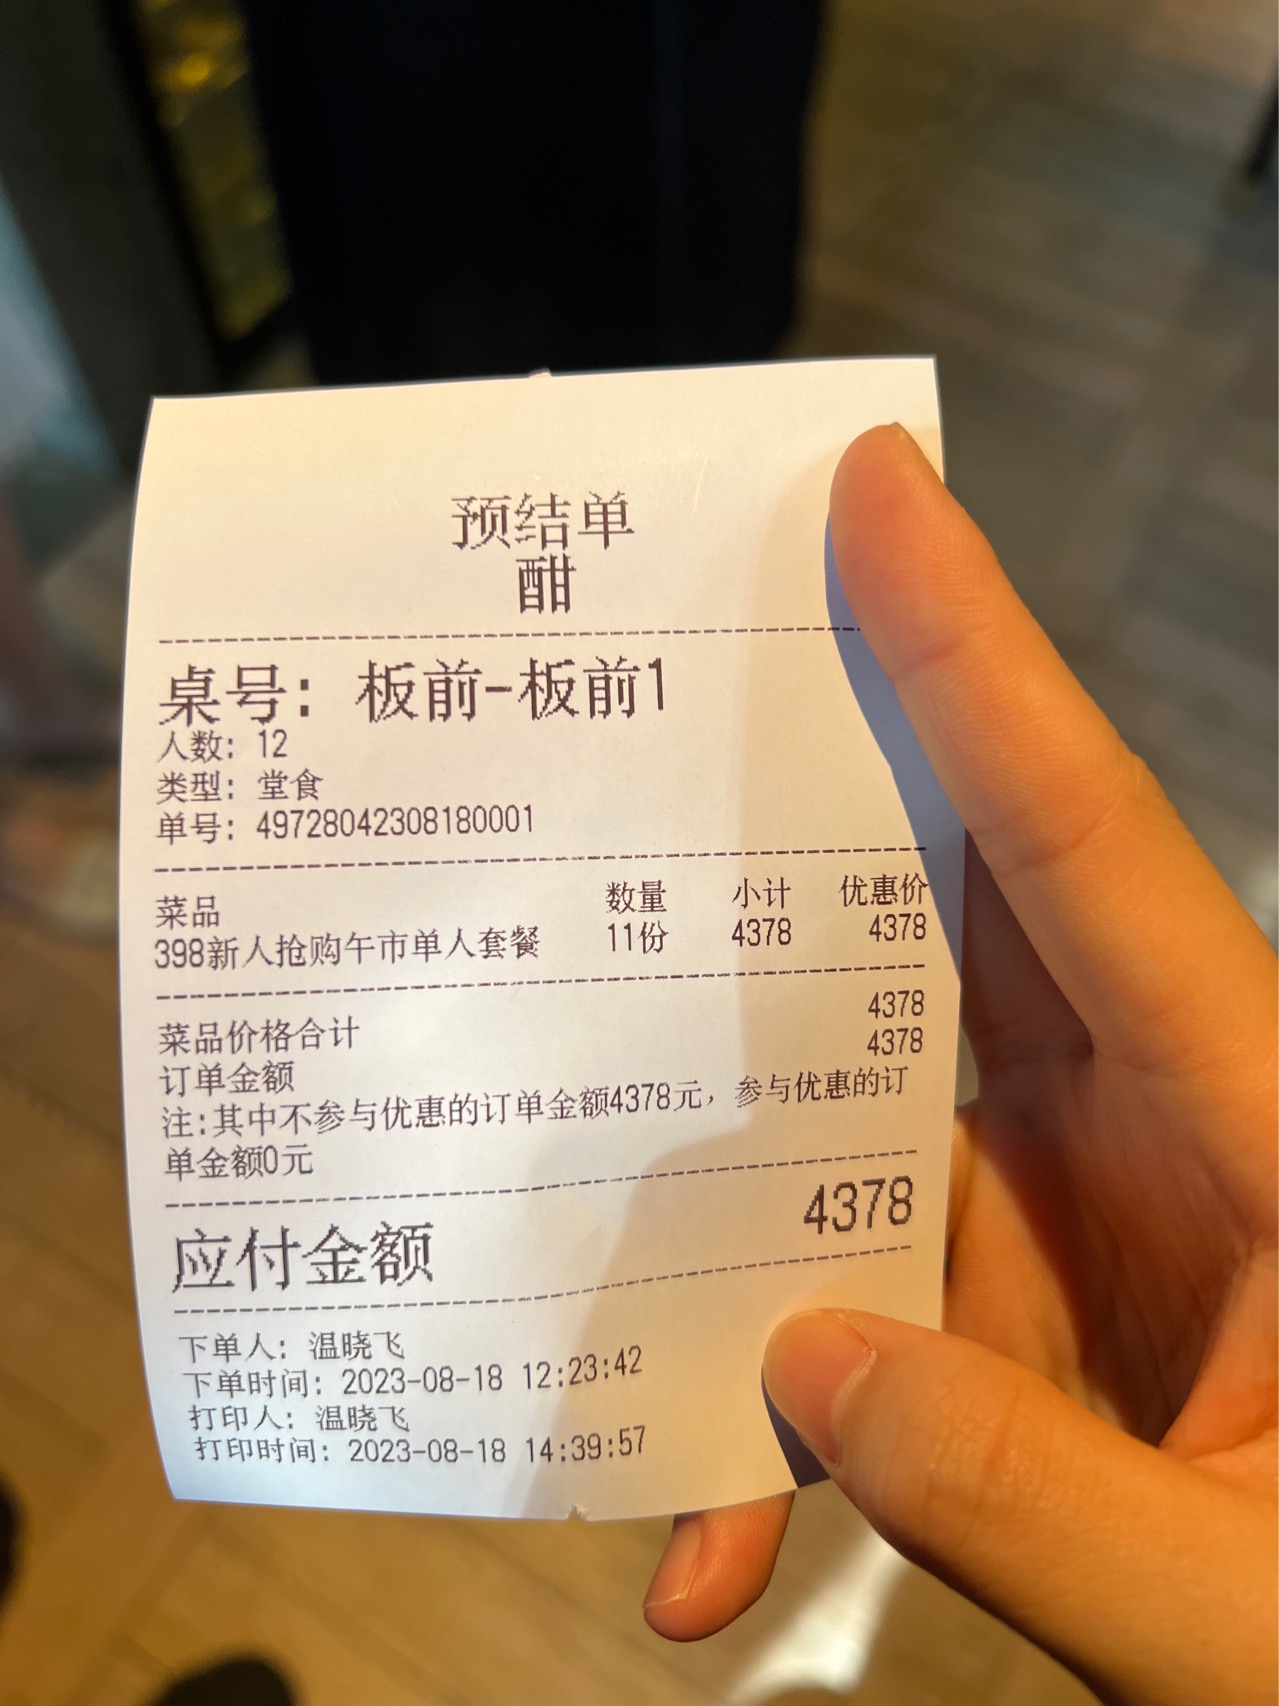 预结单
酣
桌号: 板前-板前1
人数: 12
类型: 堂食
单号: 49728042308180001
菜品 数量 小计 优惠价
398新人抢购午市单人套餐 11份 4378 4378
菜品价格合计 4378
订单金额 4378
注:其中不参与优惠的订单金额4378元，参与优惠的订
单金额0元
应付金额 4378
下单人: 温晓飞
下单时间: 2023-08-18 12:23:42
打印人: 温晓飞
打印时间: 2023-08-18 14:39:57